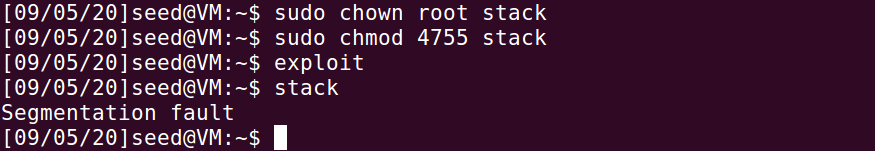 [09/05/20]seed@VM:~$ sudo chown root stack
[09/05/20]seed@VM:~$ sudo chmod 4755 stack
[09/05/20]seed@VM:~$ exploit
[09/05/20]seed@VM:~$ stack
Segmentation fault
[09/05/20]seed@VM:~$